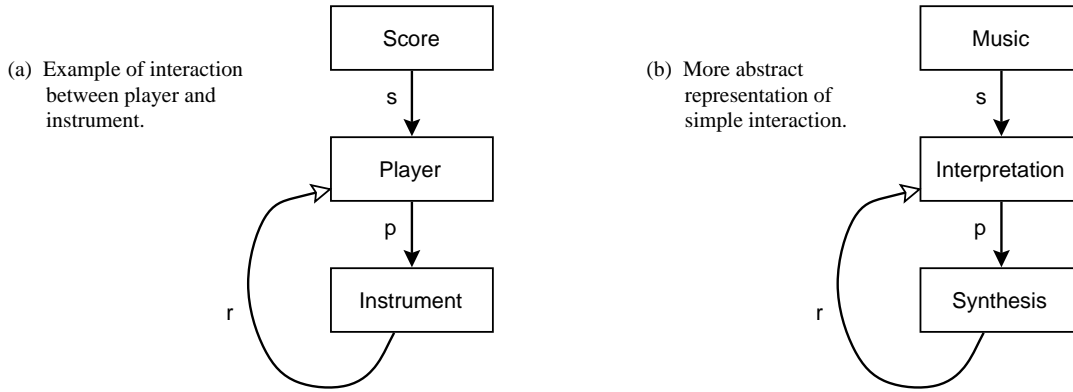 (a) Example of interaction
between player and
instrument.
Score
s
Player
p
Instrument
r
(b) More abstract
representation of
simple interaction.
Music
s
Interpretation
p
Synthesis
r